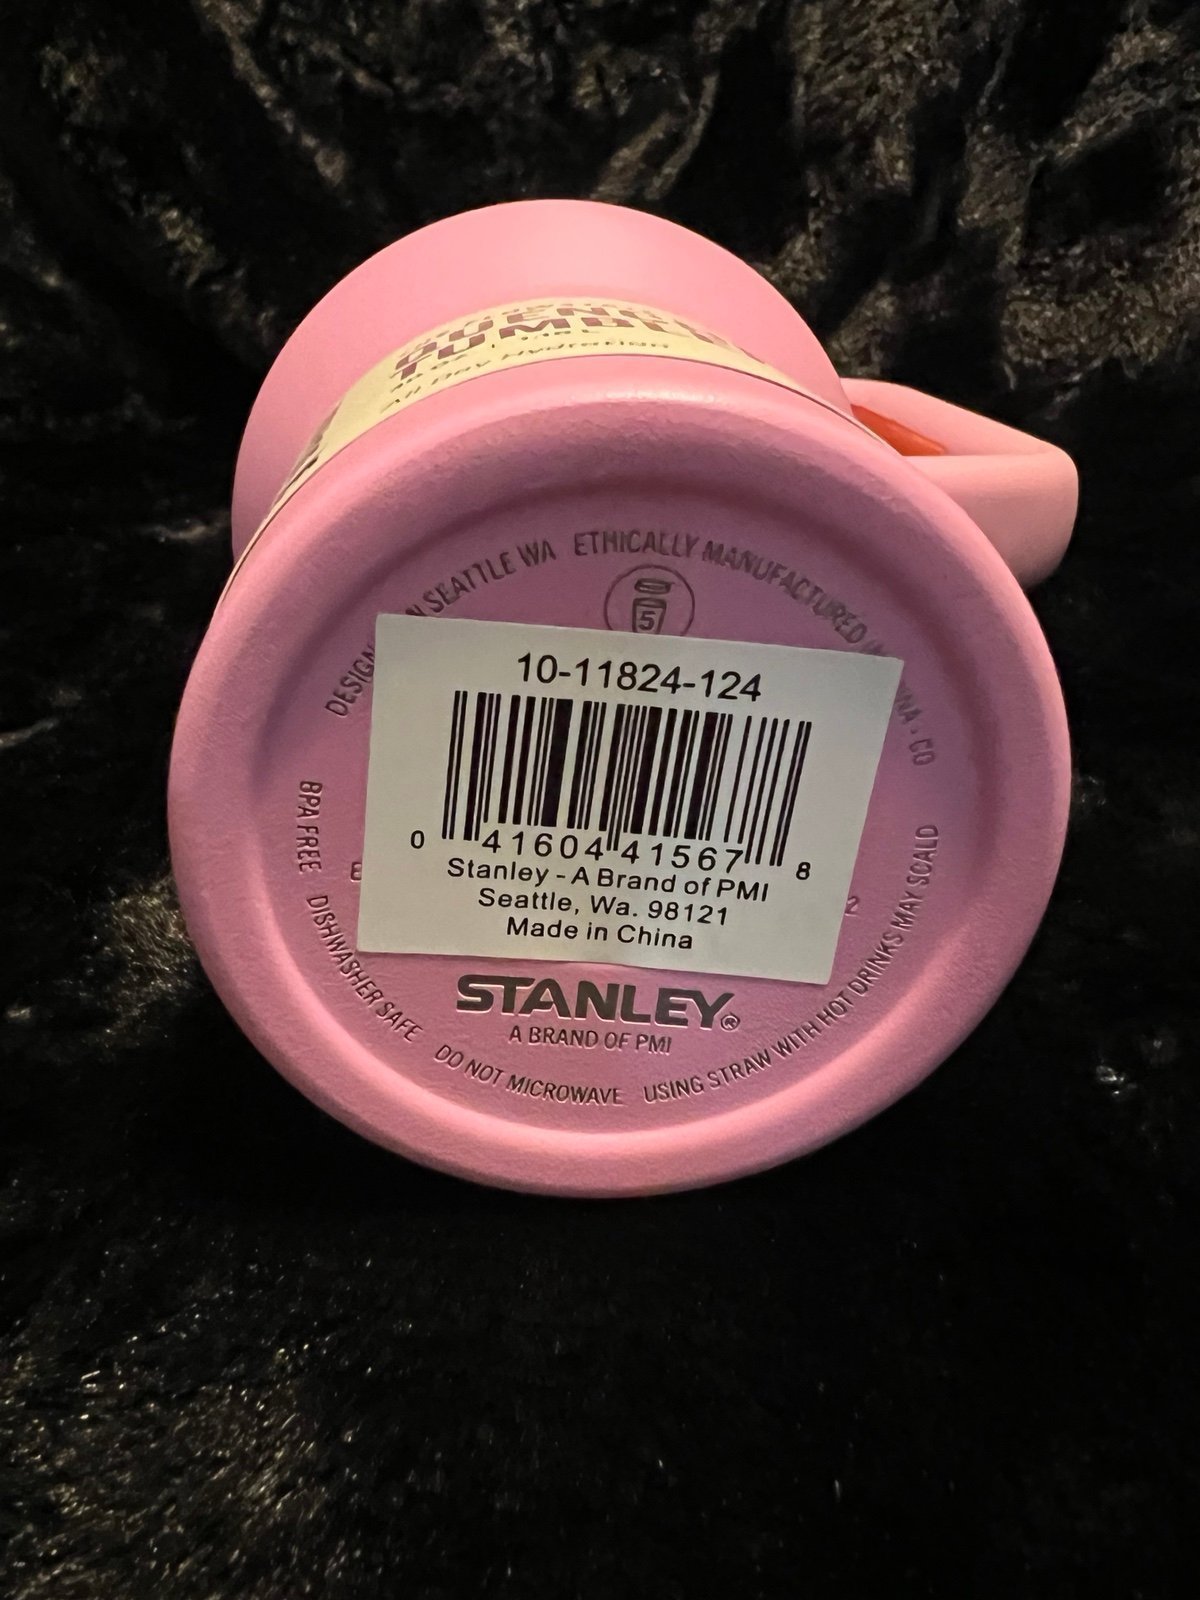 TUMBLER
All Day Hydration
SEATTLE WA ETHICALLY MANUFACTURED
5
10-11824-124
0 41604 41567 8
Stanley - A Brand of PMI
Seattle, Wa. 98121
Made in China
STANLEY®
A BRAND OF PMI
BPA FREE DISHWASHER SAFE DO NOT MICROWAVE USING STRAW WITH HOT DRINKS MAY SCALD